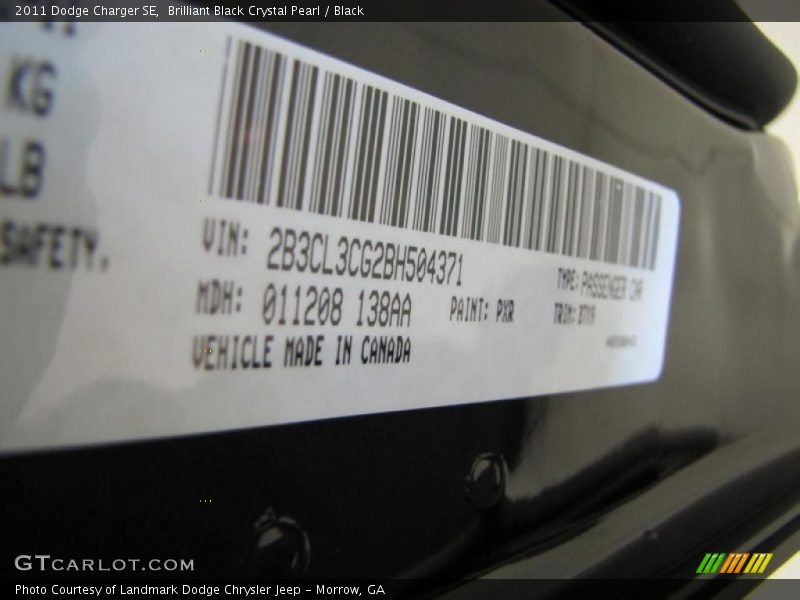 2011 Dodge Charger SE, Brilliant Black Crystal Pearl / Black
KG
LB
SAFETY.
VIN: 2B3CL3CG2BH504371
TYPE: PASSENGER CAR
MDH: 011208 138AA
PAINT: PXR
TRIM:
VEHICLE MADE IN CANADA
GTCARLOT.COM
Photo Courtesy of Landmark Dodge Chrysler Jeep - Morrow, GA